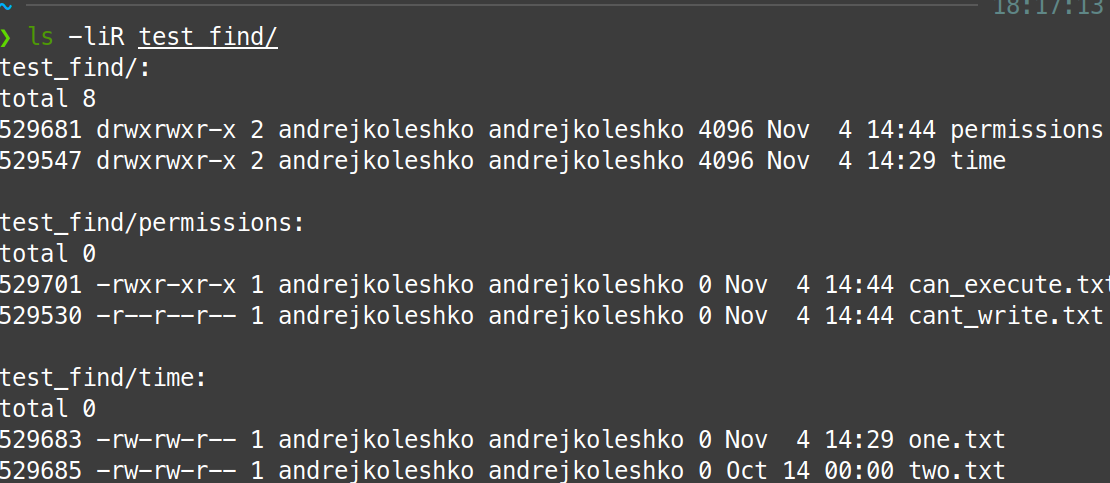 ~ 18:17:13
❯ ls -liR test_find/
test_find/:
total 8
529681 drwxrwxr-x 2 andrejkoleshko andrejkoleshko 4096 Nov  4 14:44 permissions
529547 drwxrwxr-x 2 andrejkoleshko andrejkoleshko 4096 Nov  4 14:29 time

test_find/permissions:
total 0
529701 -rwxr-xr-x 1 andrejkoleshko andrejkoleshko 0 Nov  4 14:44 can_execute.txt
529530 -r--r--r-- 1 andrejkoleshko andrejkoleshko 0 Nov  4 14:44 cant_write.txt

test_find/time:
total 0
529683 -rw-rw-r-- 1 andrejkoleshko andrejkoleshko 0 Nov  4 14:29 one.txt
529685 -rw-rw-r-- 1 andrejkoleshko andrejkoleshko 0 Oct 14 00:00 two.txt